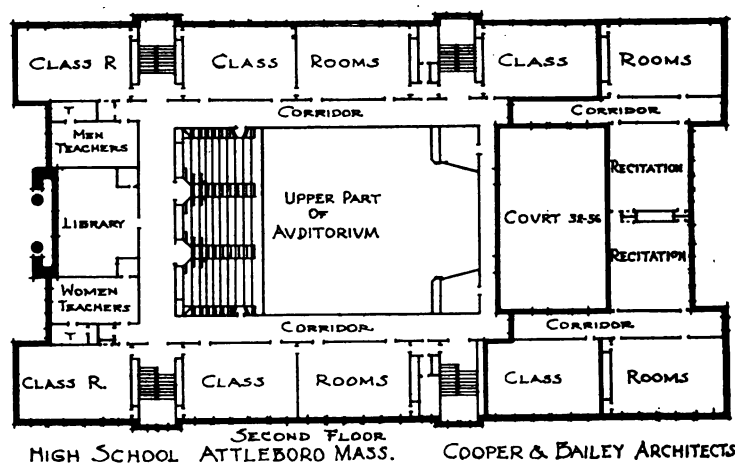 CLASS R
CLASS
ROOMS
CLASS
ROOMS
T
CORRIDOR
CORRIDOR
MEN
TEACHERS
LIBRARY
UPPER PART
OF
AUDITORIUM
COURT 38-56
RECITATION
RECITATION
WOMEN
TEACHERS
T
CORRIDOR
CORRIDOR
CLASS R.
CLASS
ROOMS
CLASS
ROOMS
SECOND FLOOR
HIGH SCHOOL ATTLEBORO MASS. COOPER & BAILEY ARCHITECTS